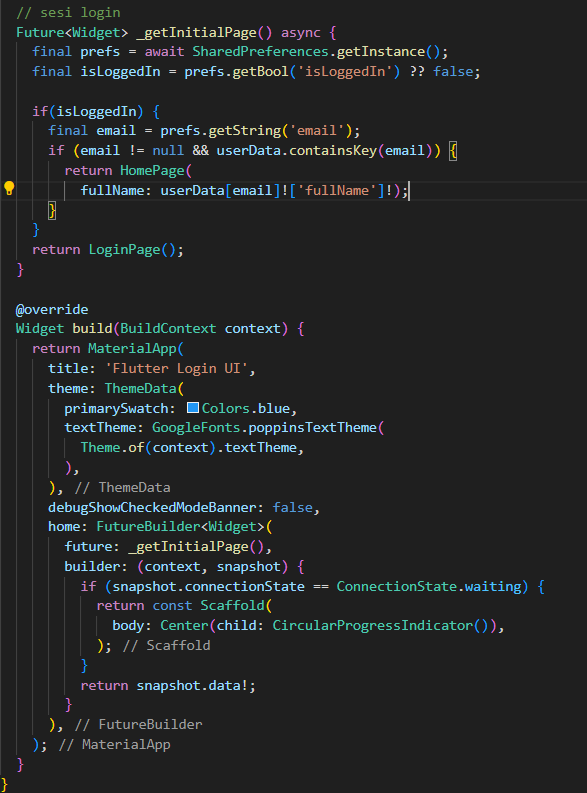 // sesi login
Future<Widget> _getInitialPage() async {
  final prefs = await SharedPreferences.getInstance();
  final isLoggedIn = prefs.getBool('isLoggedIn') ?? false;

  if(isLoggedIn) {
    final email = prefs.getString('email');
    if (email != null && userData.containsKey(email)) {
      return HomePage(
        fullName: userData[email]!['fullName']!);
    }
  }
  return LoginPage();
}

@override
Widget build(BuildContext context) {
  return MaterialApp(
    title: 'Flutter Login UI',
    theme: ThemeData(
      primarySwatch: Colors.blue,
      textTheme: GoogleFonts.poppinsTextTheme(
        Theme.of(context).textTheme,
      ),
    ), // ThemeData
    debugShowCheckedModeBanner: false,
    home: FutureBuilder<Widget>(
      future: _getInitialPage(),
      builder: (context, snapshot) {
        if (snapshot.connectionState == ConnectionState.waiting) {
          return const Scaffold(
            body: Center(child: CircularProgressIndicator()),
          ); // Scaffold
        }
        return snapshot.data!;
      }
    ), // FutureBuilder
  ); // MaterialApp
}
}